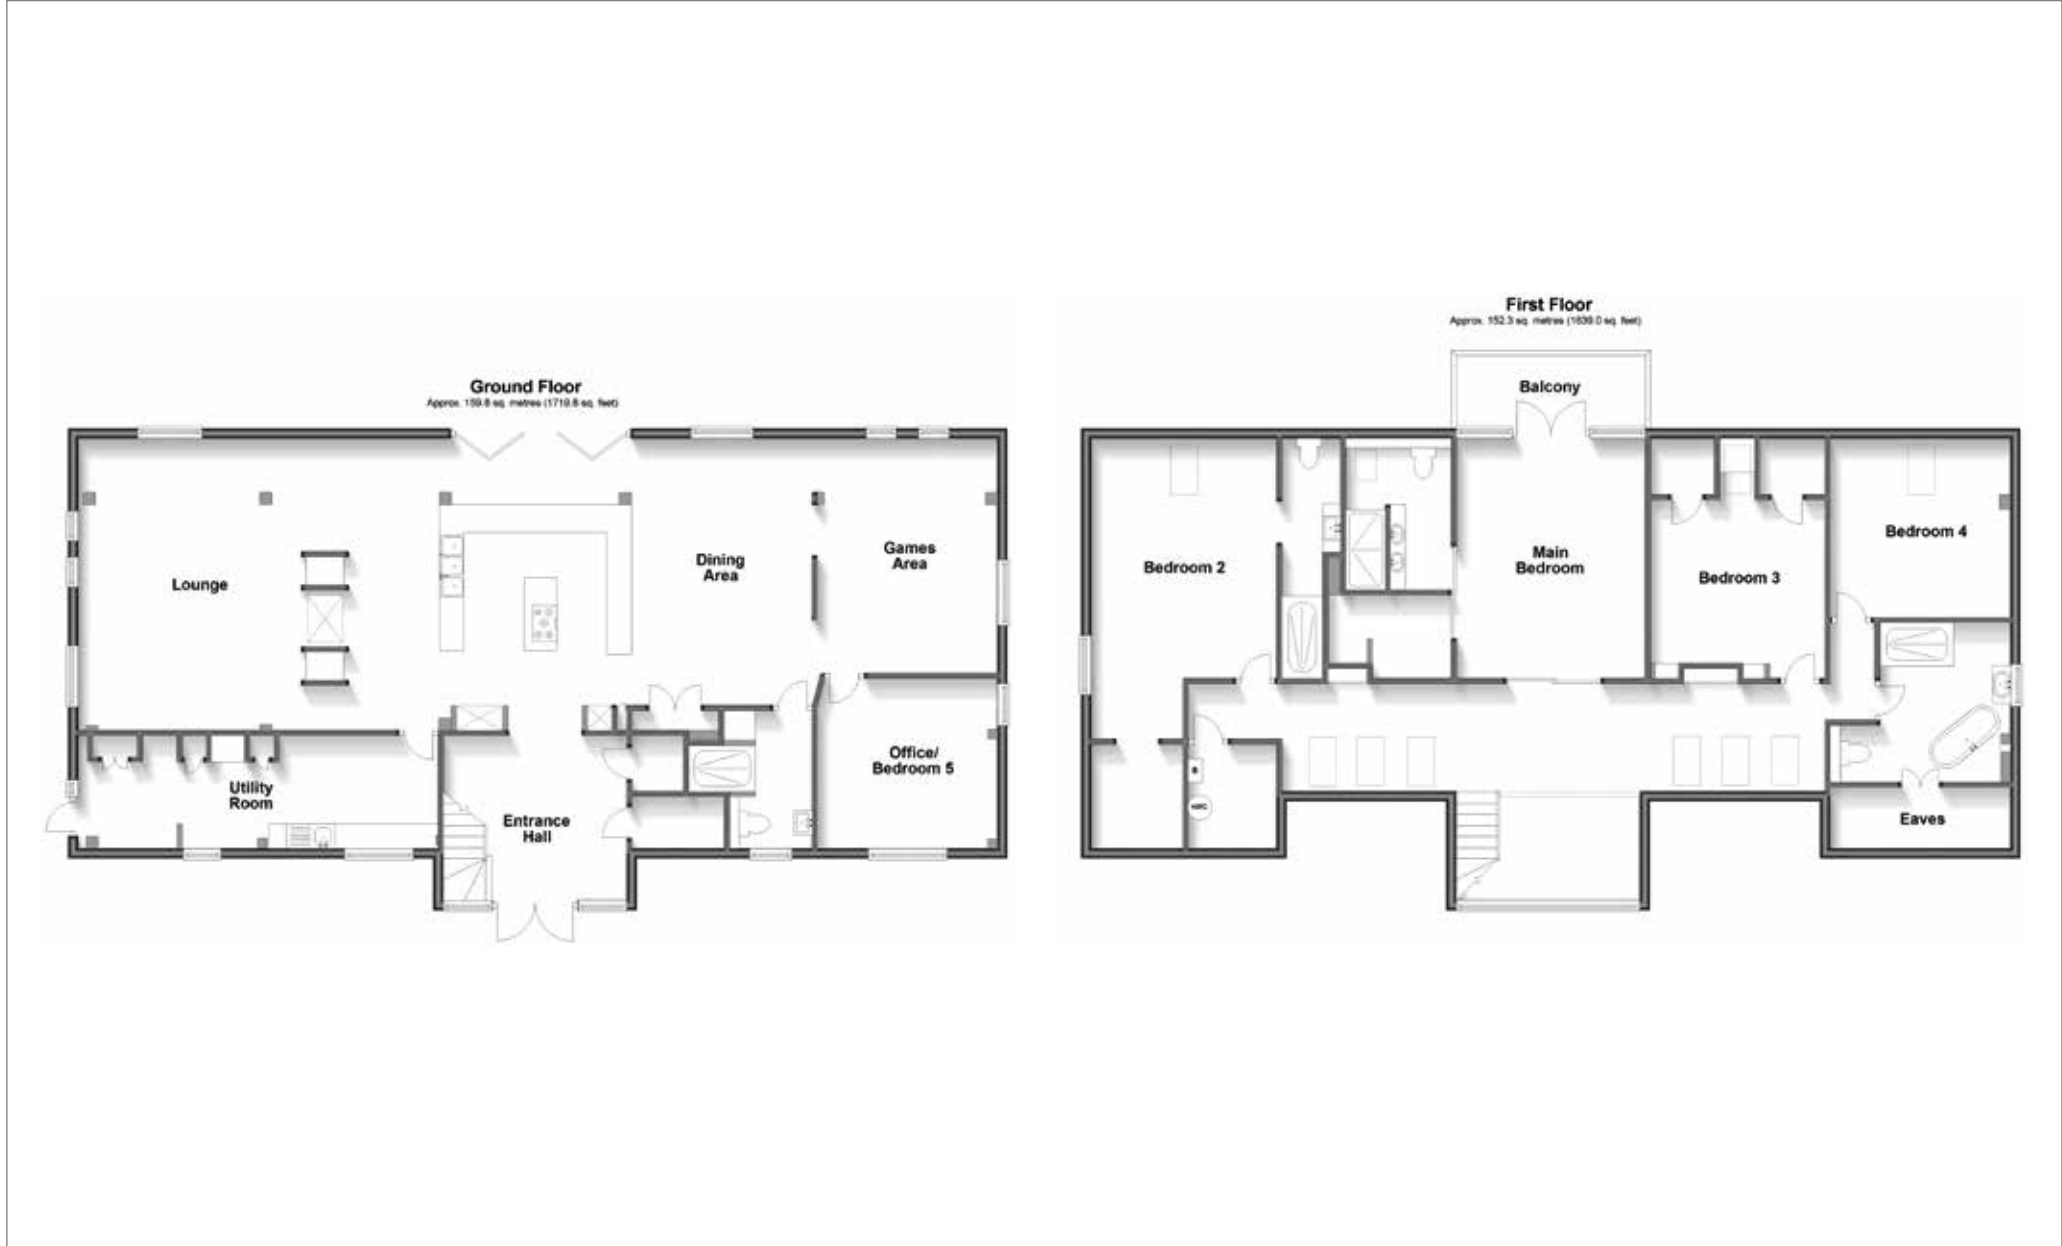 Ground Floor
Approx. 159.8 sq. metres (1719.8 sq. feet)
Lounge
Dining
Area
Games
Area
Utility
Room
Entrance
Hall
Office/
Bedroom 5
First Floor
Approx. 152.3 sq. metres (1639.0 sq. feet)
Balcony
Bedroom 2
Main
Bedroom
Bedroom 3
Bedroom 4
Eaves